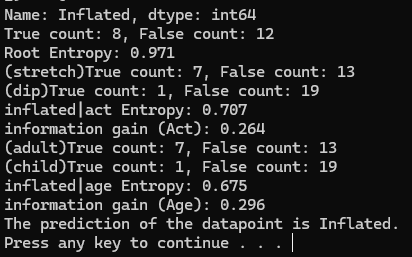 Name: Inflated, dtype: int64
True count: 8, False count: 12
Root Entropy: 0.971
(stretch)True count: 7, False count: 13
(dip)True count: 1, False count: 19
inflated|act Entropy: 0.707
information gain (Act): 0.264
(adult)True count: 7, False count: 13
(child)True count: 1, False count: 19
inflated|age Entropy: 0.675
information gain (Age): 0.296
The prediction of the datapoint is Inflated.
Press any key to continue . . .